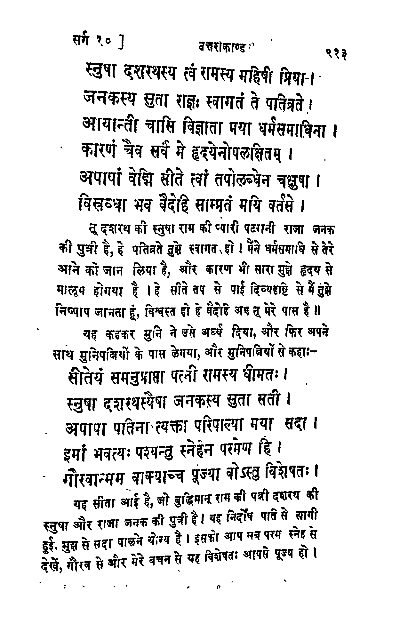 सर्ग १०] उत्तरकाण्ड २१३
स्नुषा दशरथस्य त्वं रामस्य महिषी प्रिया।
जनकस्य सुता राज्ञः स्वागतं ते पतिव्रते।
आयान्ती चासि विज्ञाता मया धर्मसमाधिना।
कारणं चैव सर्वं मे हृदयेनोपलक्षितम्।
अपापां वेद्मि सीते त्वां तपोलब्धेन चक्षुषा।
विस्रब्धा भव वैदेहि साम्प्रतं मयि वर्तसे।
तू दशरथ की स्नुषा राम की प्यारी पटरानी राजा जनक
की पुत्री है, हे पतिव्रते तुझे स्वागत हो। मैंने धर्मसमाधि से तेरे
आने को जान लिया है, और कारण भी सारा मुझे हृदय से
मालूम होगया है। हे सीते तप से पाई दिव्यदृष्टि से मैं तुझे
निष्पाप जानता हूं, विश्वस्त हो हे वैदेहि अब तू मेरे पास है॥
यह कहकर मुनि ने उसे अर्घ्य दिया, और फिर अपने
साथ मुनिपत्नियों के पास लेगया, और मुनिपत्नियों से कहाः-
सीतेयं समनुप्राप्ता पत्नी रामस्य धीमतः।
स्नुषा दशरथस्यैषा जनकस्य सुता सती।
अपापा पतिना त्यक्ता परिपाल्या मया सदा।
इमां भवत्यः पश्यन्तु स्नेहेन परमेण हि।
गौरवान्मम वाक्याच्च पूज्या वोऽस्तु विशेषतः।
यह सीता आई है, जो बुद्धिमान् राम की पत्नी दशरथ की
स्नुषा और राजा जनक की पुत्री है। यह निर्दोष पति से त्यागी
हुई. मुझ से सदा पालने योग्य है। इसको आप सब परम स्नेह से
देखें, गौरव से और मेरे वचन से यह विशेषतः आपसे पूज्य हो।